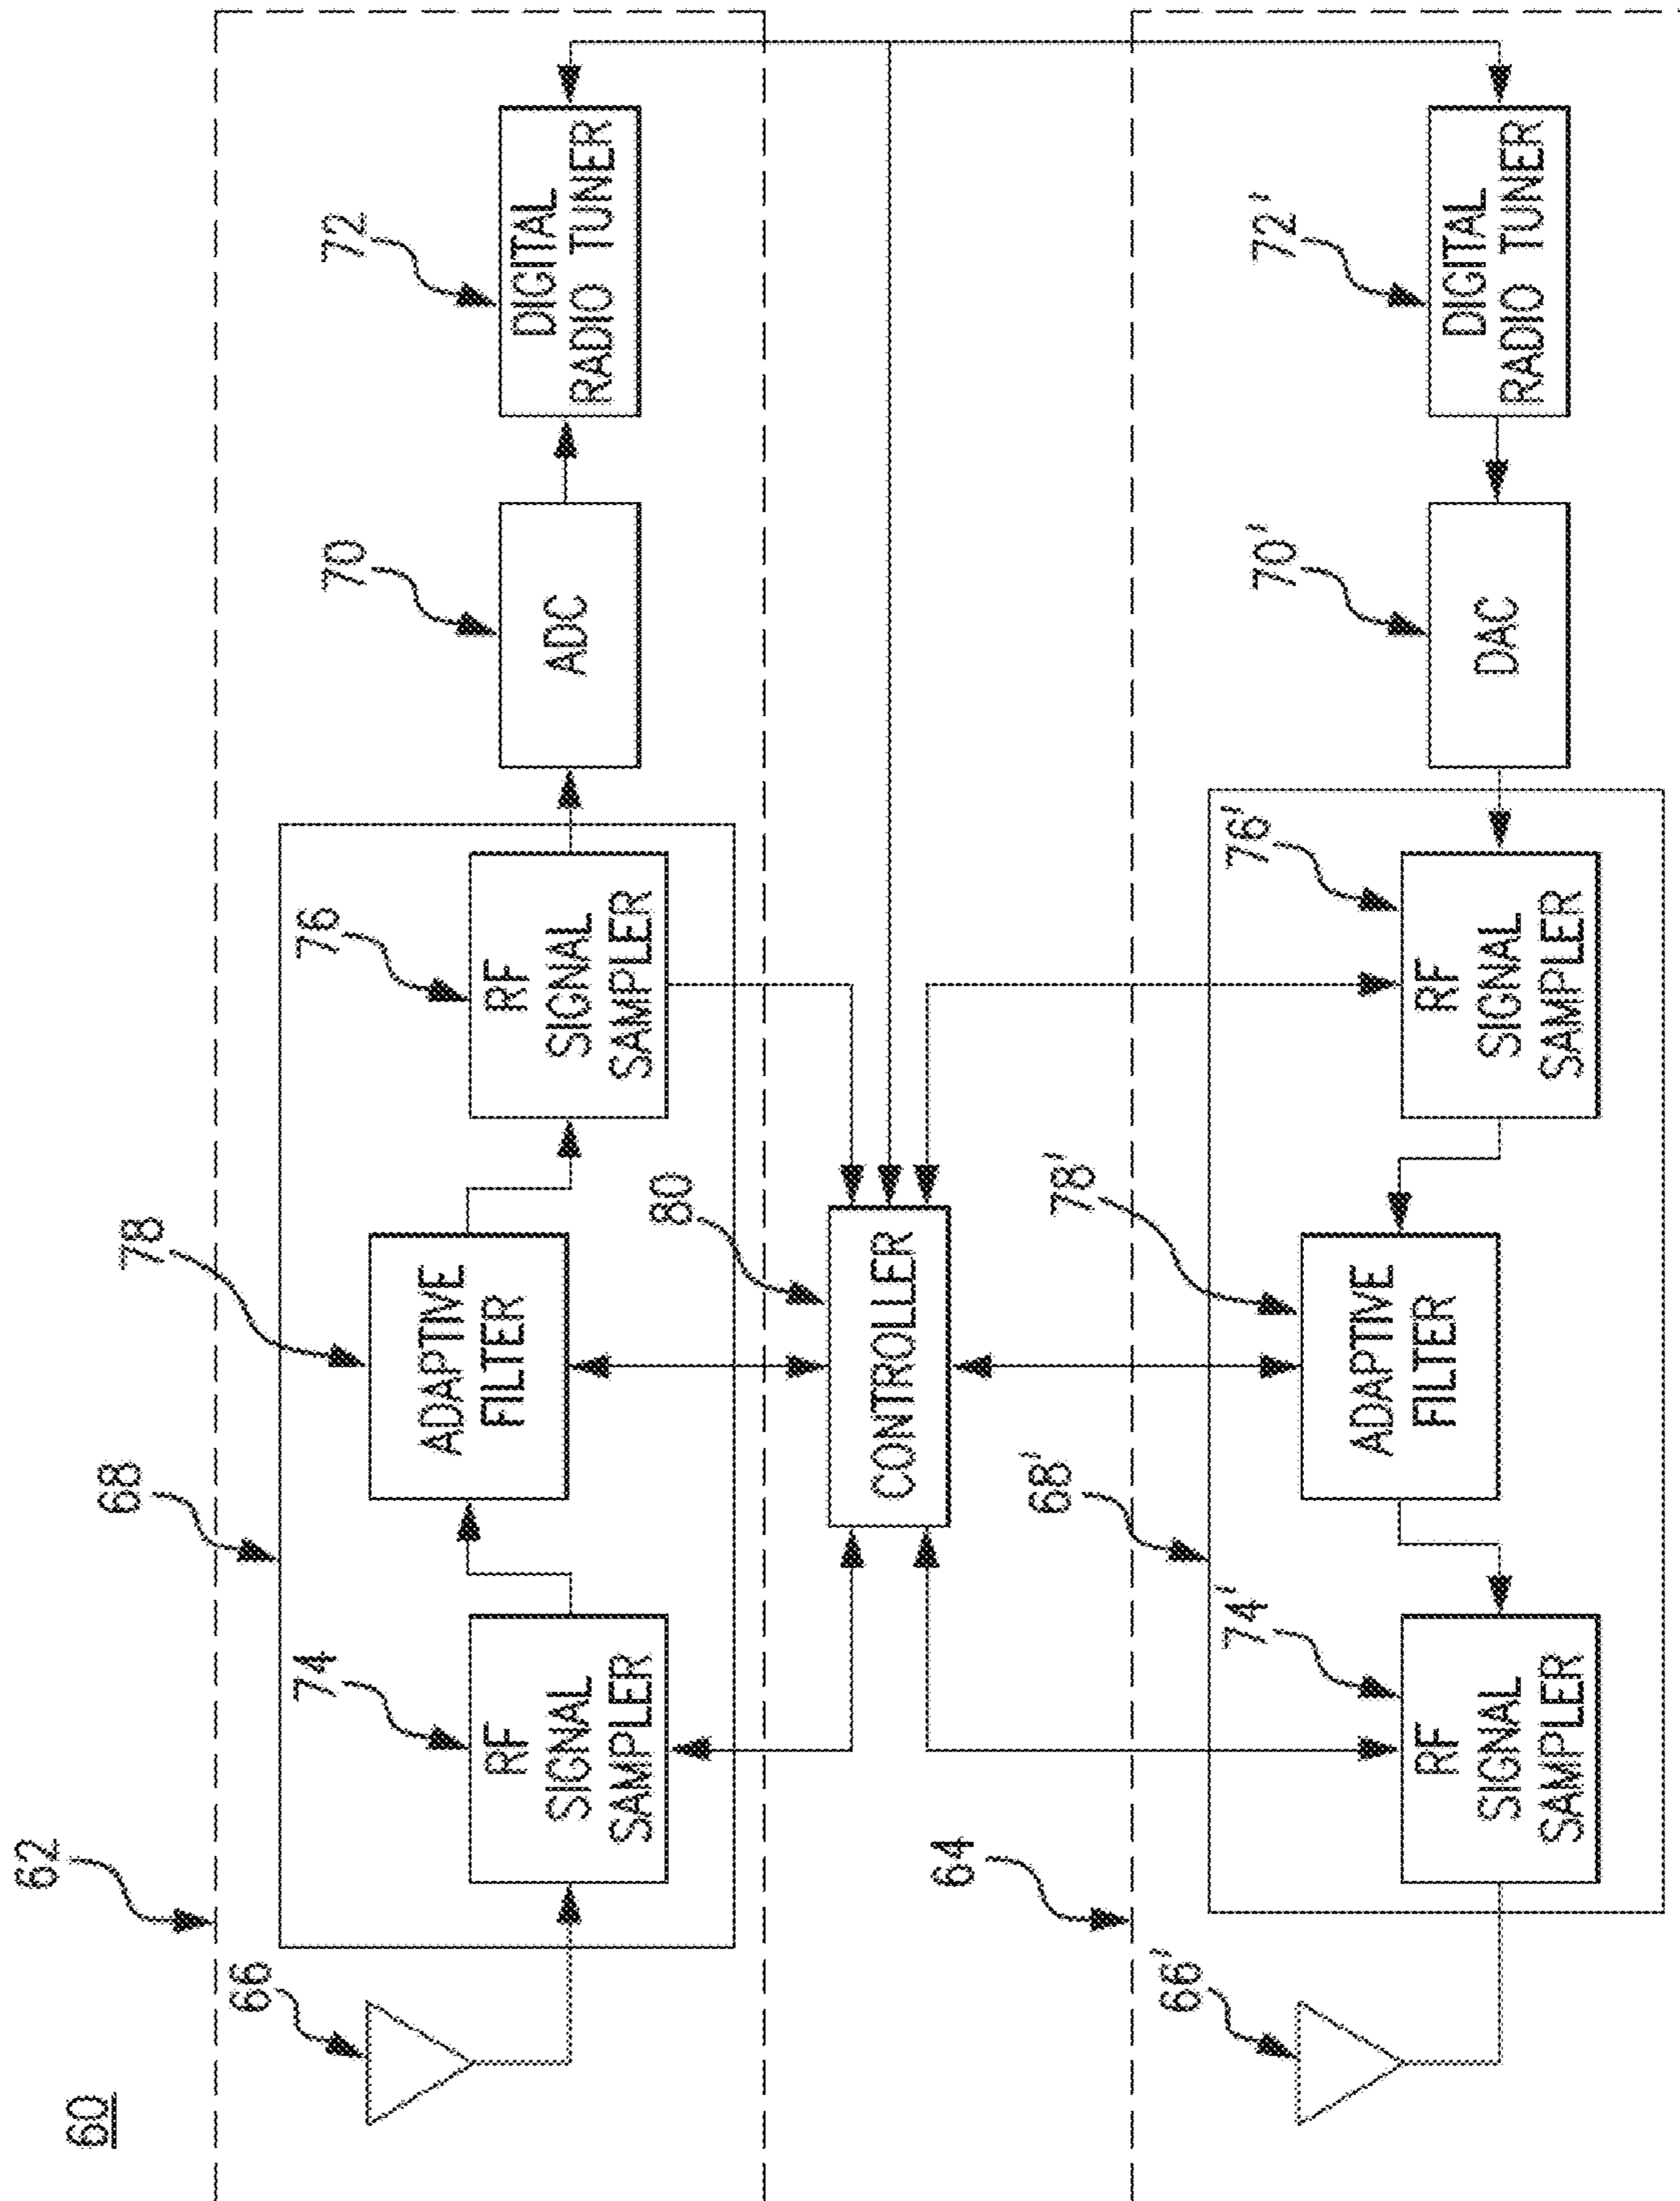 60
62
66
68
74
RF
SIGNAL
SAMPLER
78
ADAPTIVE
FILTER
76
RF
SIGNAL
SAMPLER
70
ADC
72
DIGITAL
RADIO TUNER
80
CONTROLLER
64
66'
68'
74'
RF
SIGNAL
SAMPLER
78'
ADAPTIVE
FILTER
76'
RF
SIGNAL
SAMPLER
70'
DAC
72'
DIGITAL
RADIO TUNER